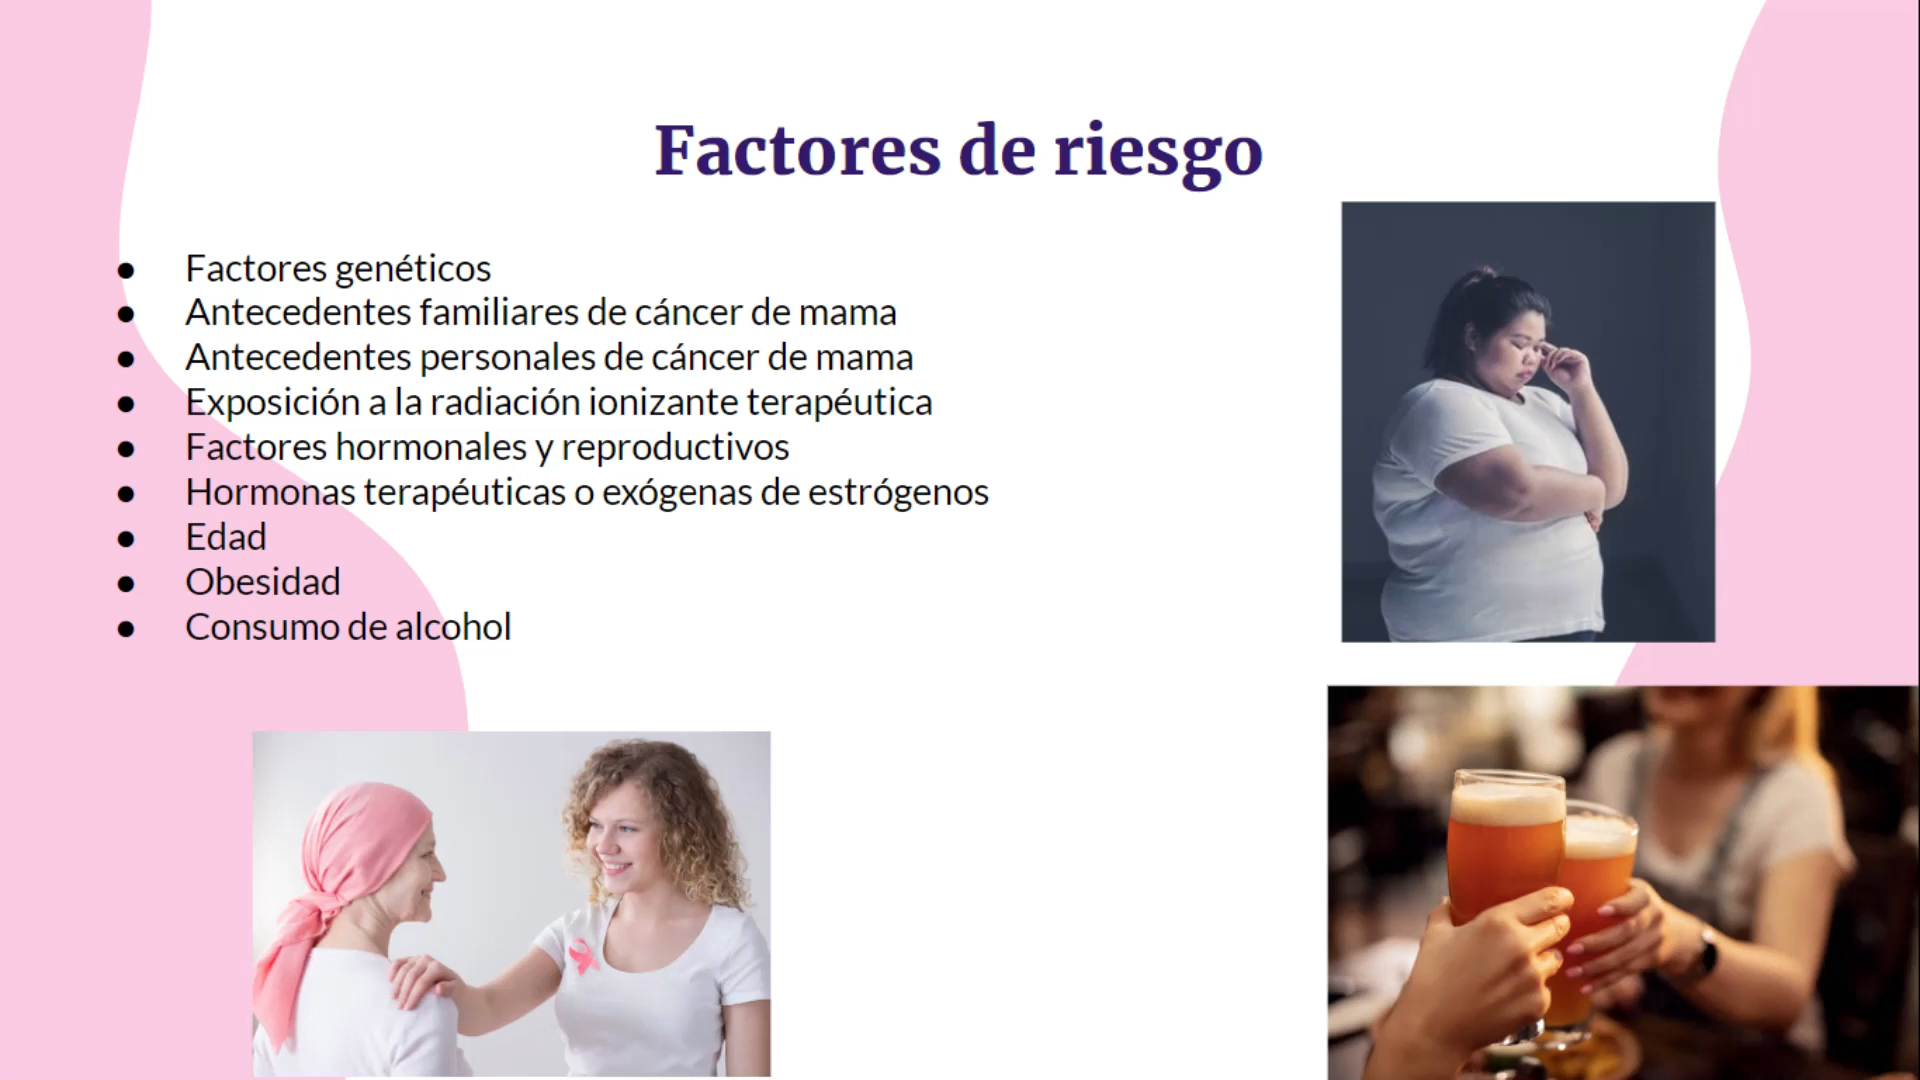 Factores de riesgo
● Factores genéticos
● Antecedentes familiares de cáncer de mama
● Antecedentes personales de cáncer de mama
● Exposición a la radiación ionizante terapéutica
● Factores hormonales y reproductivos
● Hormonas terapéuticas o exógenas de estrógenos
● Edad
● Obesidad
● Consumo de alcohol